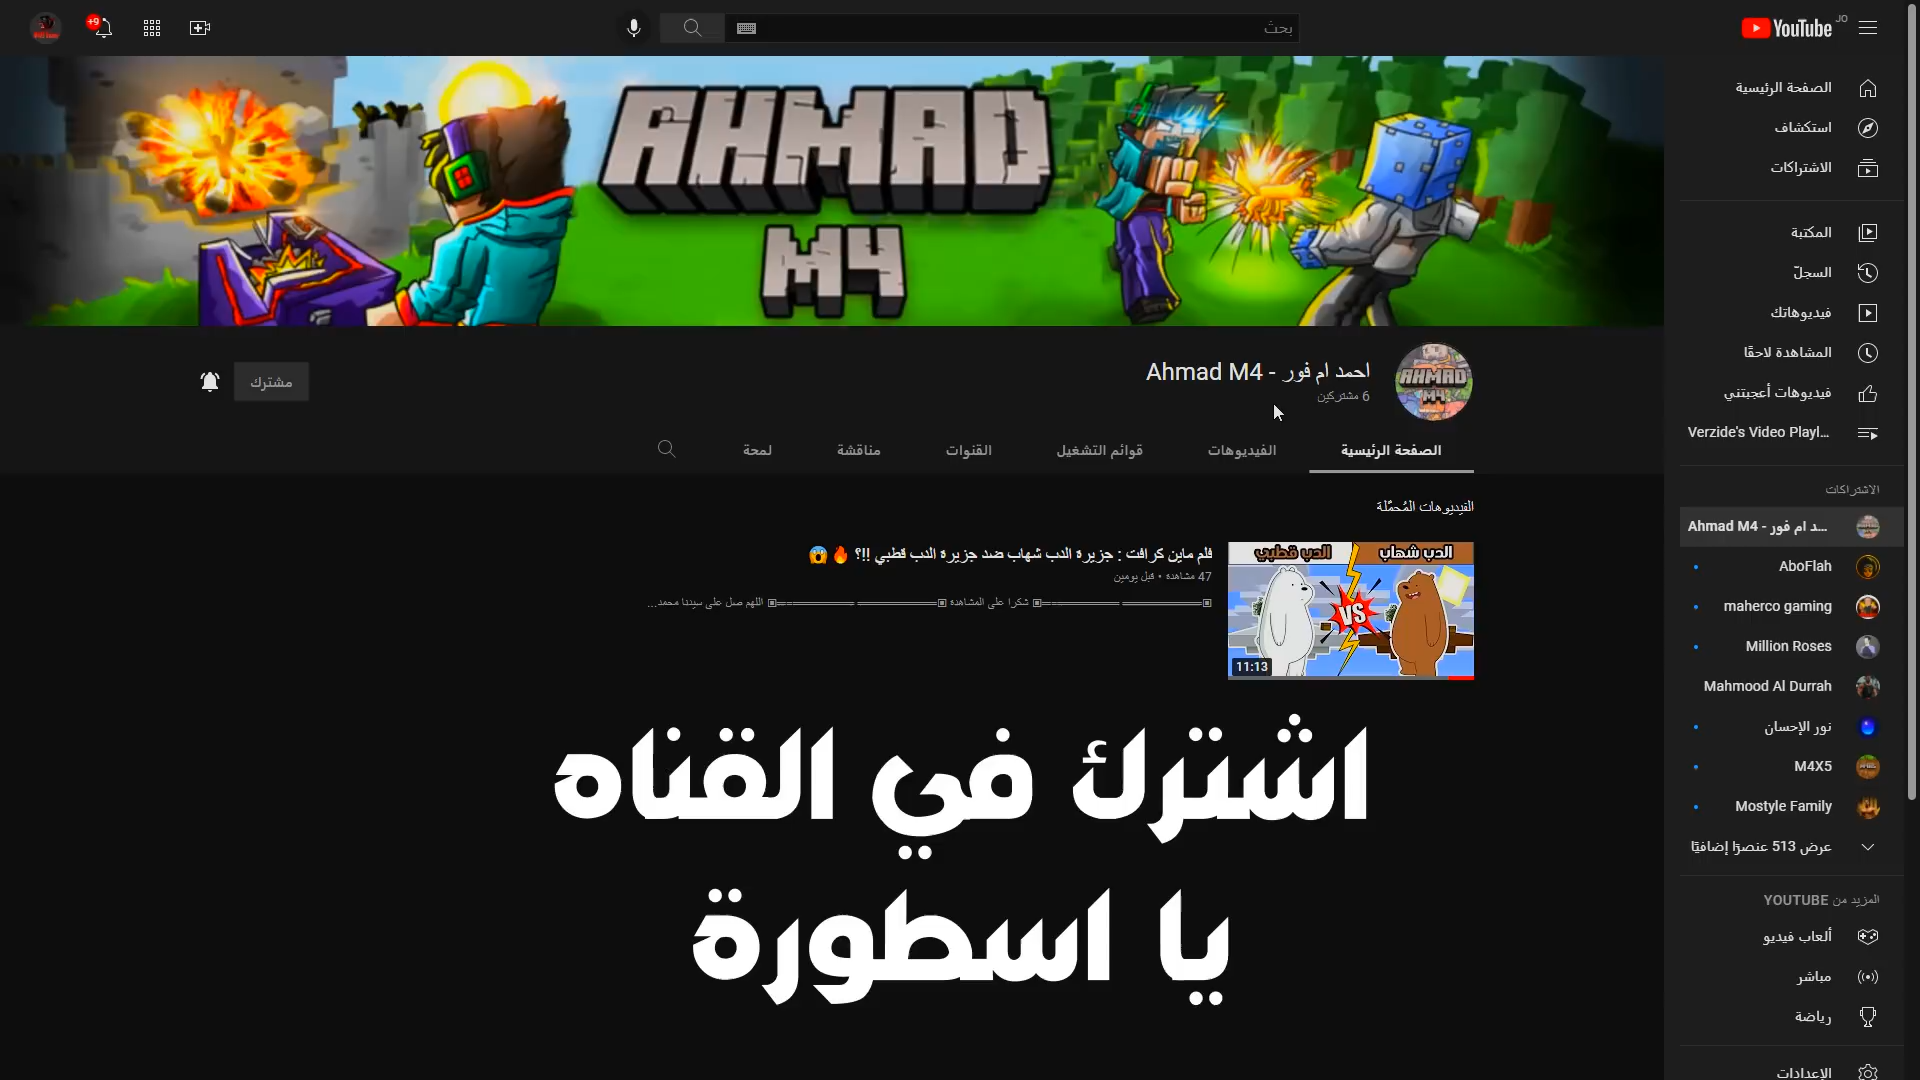 +9
بحث
YouTube JO
AHMAD
M4
احمد ام فور - Ahmad M4
6 مشتركين
مشترك
الصفحة الرئيسية
الفيديوهات
قوائم التشغيل
القنوات
مناقشة
لمحة
الفيديوهات المُحمَّلة
الدب شهاب
الدب قطبي
VS
11:13
فلم ماين كرافت : جزيرة الدب شهاب ضد جزيرة الدب قطبي !!؟ 🔥 😱
47 مشاهدة • قبل يومين
▣════════ ════════▣ شكرا على المشاهدة ▣════════ ════════▣ اللهم صل على سيدنا محمد...
اشترك في القناه
يا اسطورة
الصفحة الرئيسية
استكشاف
الاشتراكات
المكتبة
السجلّ
فيديوهاتك
المشاهدة لاحقًا
فيديوهات أعجبتني
Verzide's Video Playl...
الاشتراكات
Ahmad M4 - د ام فور...
AboFlah
maherco gaming
Million Roses
Mahmood Al Durrah
نور الإحسان
M4X5
Mostyle Family
عرض 513 عنصرًا إضافيًا
المزيد من YOUTUBE
ألعاب فيديو
مباشر
رياضة
الإعدادات